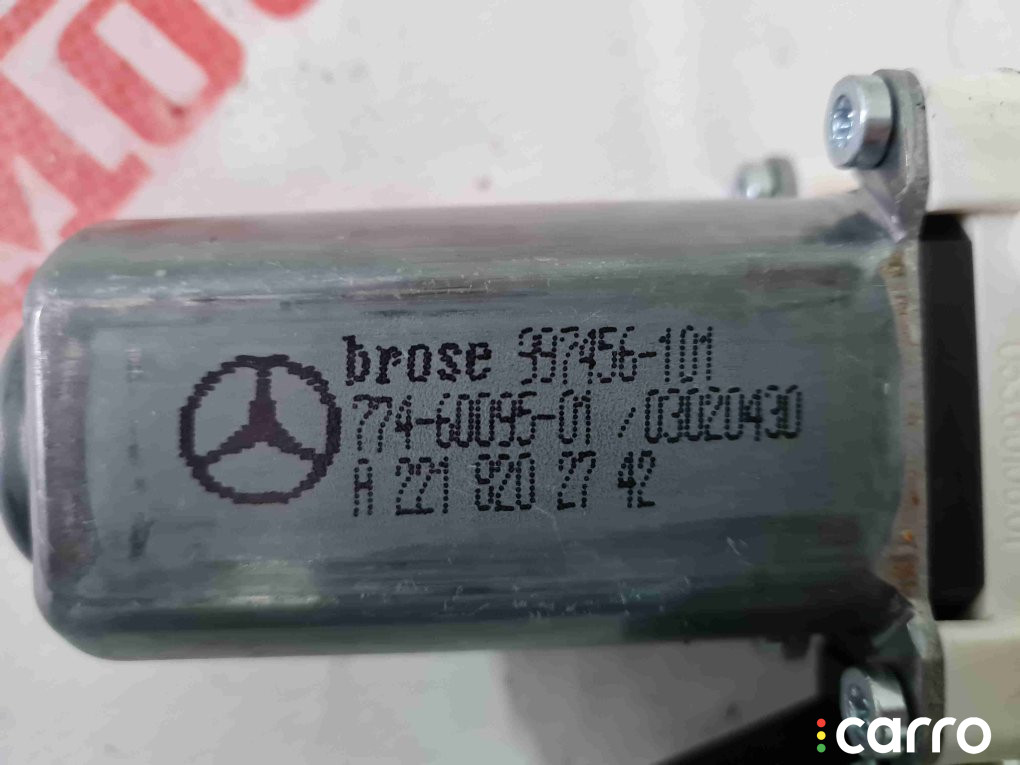 brose 997456-101
774-60095-01 /03020430
A 221 820 27 42
carro